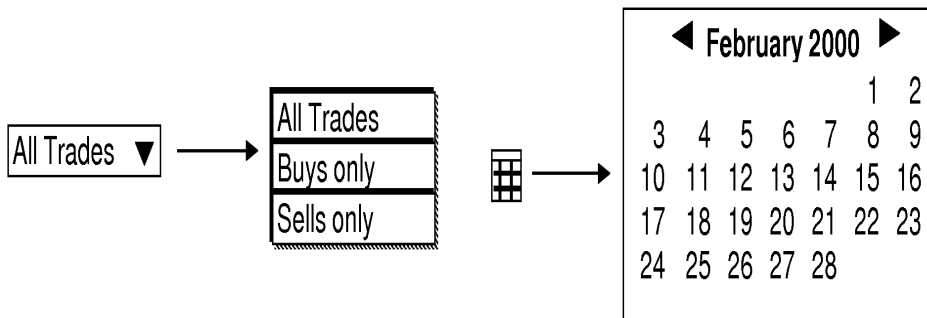 All Trades ▼
All Trades
Buys only
Sells only
◀ February 2000 ▶
1 2
3 4 5 6 7 8 9
10 11 12 13 14 15 16
17 18 19 20 21 22 23
24 25 26 27 28